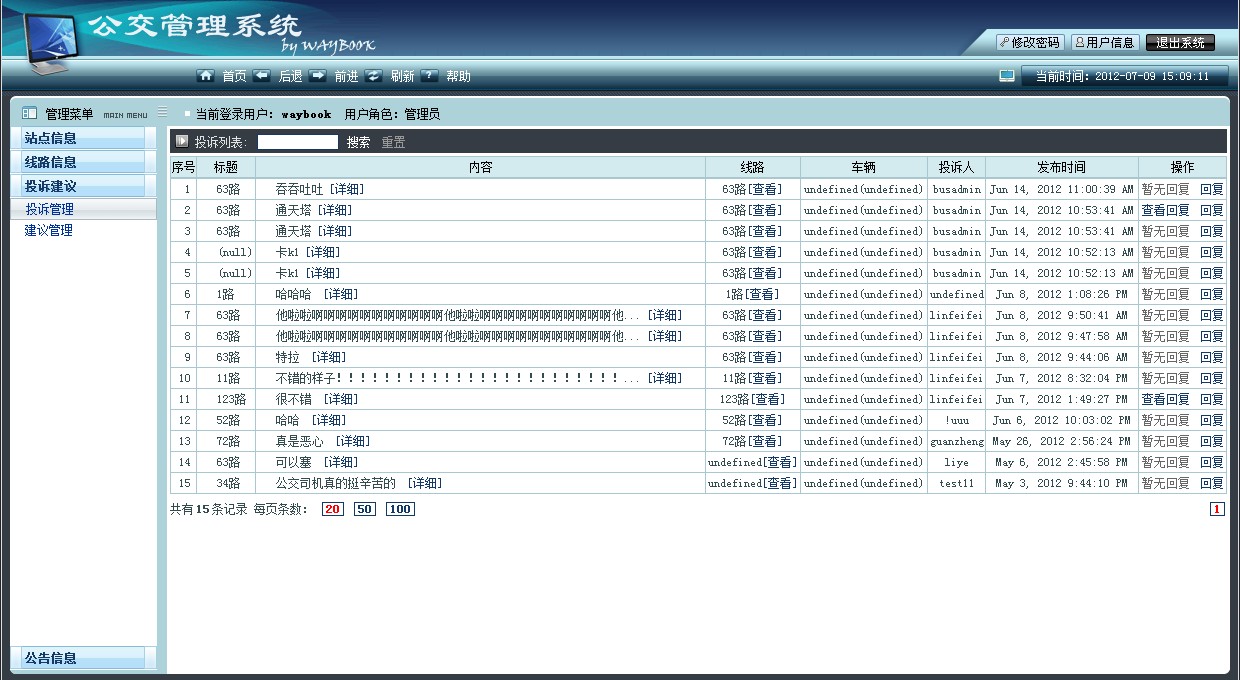 公交管理系统
by WAYBOOK
修改密码 用户信息 退出系统
首页 后退 前进 刷新 ? 帮助
当前时间：2012-07-09 15:09:11
管理菜单 MAIN MENU
当前登录用户： waybook 用户角色：管理员
站点信息
线路信息
投诉建议
投诉管理
建议管理
公告信息
投诉列表： 搜索 重置
序号 标题 内容 线路 车辆 投诉人 发布时间 操作
1 63路 吞吞吐吐 [详细] 63路[查看] undefined(undefined) busadmin Jun 14, 2012 11:00:39 AM 暂无回复 回复
2 63路 通天塔 [详细] 63路[查看] undefined(undefined) busadmin Jun 14, 2012 10:53:41 AM 查看回复 回复
3 63路 通天塔 [详细] 63路[查看] undefined(undefined) busadmin Jun 14, 2012 10:53:41 AM 暂无回复 回复
4 (null) 卡k1 [详细] 63路[查看] undefined(undefined) busadmin Jun 14, 2012 10:52:13 AM 暂无回复 回复
5 (null) 卡k1 [详细] 63路[查看] undefined(undefined) busadmin Jun 14, 2012 10:52:13 AM 暂无回复 回复
6 1路 哈哈哈 [详细] 1路[查看] undefined(undefined) undefined Jun 8, 2012 1:08:26 PM 暂无回复 回复
7 63路 他啦啦啊啊啊啊啊啊啊啊啊啊啊他啦啦啊啊啊啊啊啊啊啊啊啊啊他... [详细] 63路[查看] undefined(undefined) linfeifei Jun 8, 2012 9:50:41 AM 暂无回复 回复
8 63路 他啦啦啊啊啊啊啊啊啊啊啊啊啊他啦啦啊啊啊啊啊啊啊啊啊啊啊他... [详细] 63路[查看] undefined(undefined) linfeifei Jun 8, 2012 9:47:58 AM 暂无回复 回复
9 63路 特拉 [详细] 63路[查看] undefined(undefined) linfeifei Jun 8, 2012 9:44:06 AM 暂无回复 回复
10 11路 不错的样子！！！！！！！！！！！！！！！！！！！！！！！！... [详细] 11路[查看] undefined(undefined) linfeifei Jun 7, 2012 8:32:04 PM 暂无回复 回复
11 123路 很不错 [详细] 123路[查看] undefined(undefined) linfeifei Jun 7, 2012 1:49:27 PM 查看回复 回复
12 52路 哈哈 [详细] 52路[查看] undefined(undefined) !uuu Jun 6, 2012 10:03:02 PM 暂无回复 回复
13 72路 真是恶心 [详细] 72路[查看] undefined(undefined) guanzheng May 26, 2012 2:56:24 PM 暂无回复 回复
14 63路 可以塞 [详细] undefined[查看] undefined(undefined) liye May 6, 2012 2:45:58 PM 暂无回复 回复
15 34路 公交司机真的挺辛苦的 [详细] undefined[查看] undefined(undefined) test11 May 3, 2012 9:44:10 PM 暂无回复 回复
共有15条记录 每页条数： 20 50 100 1